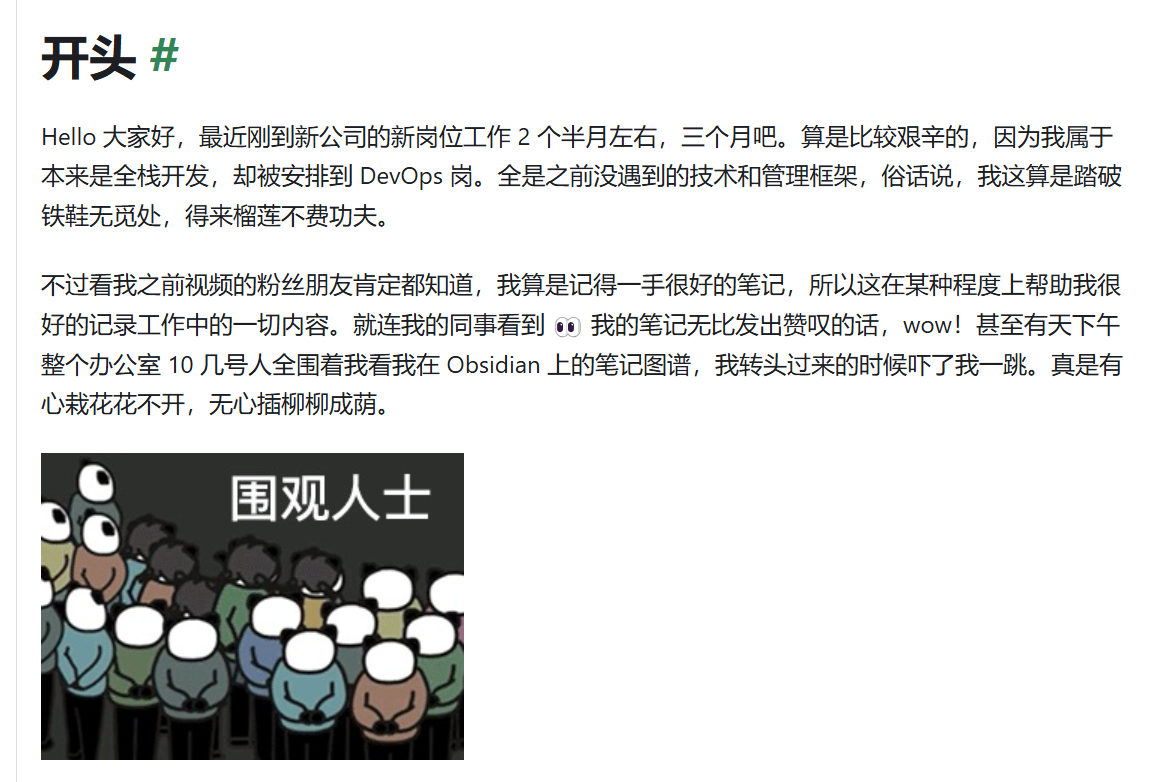 开头 #
Hello 大家好，最近刚到新公司的新岗位工作 2 个半月左右，三个月吧。算是比较艰辛的，因为我属于
本来是全栈开发，却被安排到 DevOps 岗。全是之前没遇到的技术和管理框架，俗话说，我这算是踏破
铁鞋无觅处，得来榴莲不费功夫。
不过看我之前视频的粉丝朋友肯定都知道，我算是记得一手很好的笔记，所以这在某种程度上帮助我很
好的记录工作中的一切内容。就连我的同事看到 👀 我的笔记无比发出赞叹的话，wow！甚至有天下午
整个办公室 10 几号人全围着我看我在 Obsidian 上的笔记图谱，我转头过来的时候吓了我一跳。真是有
心栽花花不开，无心插柳柳成荫。
围观人士